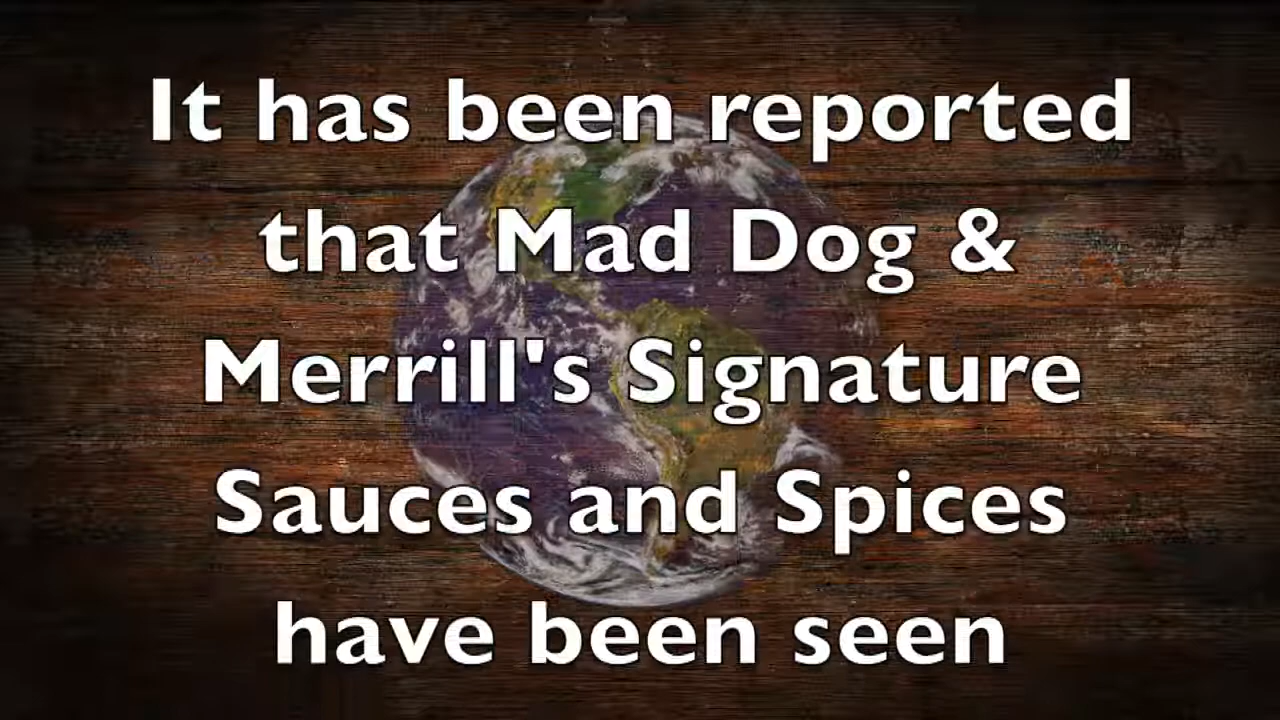 It has been reported
that Mad Dog &
Merrill's Signature
Sauces and Spices
have been seen